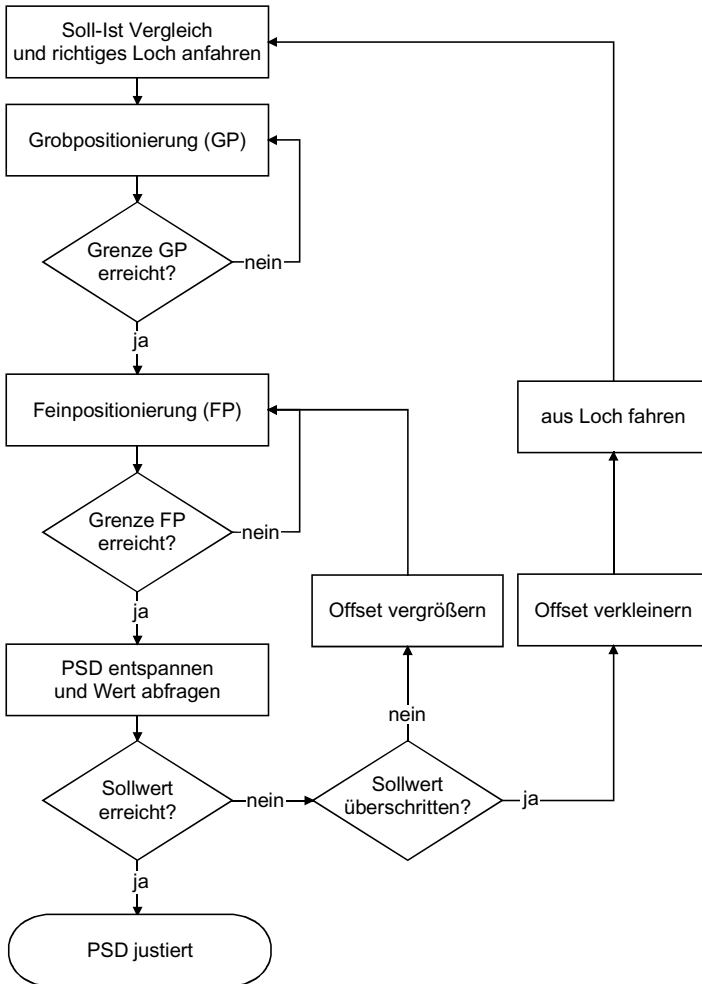 Soll-Ist Vergleich
und richtiges Loch anfahren
Grobpositionierung (GP)
Grenze GP
erreicht?
nein
ja
Feinpositionierung (FP)
aus Loch fahren
Grenze FP
erreicht?
nein
ja
Offset vergrößern
Offset verkleinern
PSD entspannen
und Wert abfragen
nein
Sollwert
erreicht?
nein
Sollwert
überschritten?
ja
ja
PSD justiert